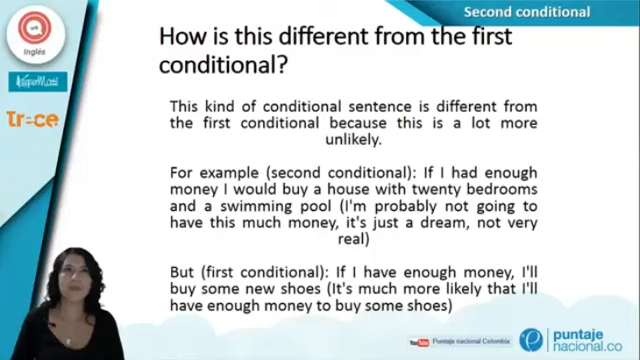 Second conditional
Inglés
Tr-ce
How is this different from the first
conditional?
This kind of conditional sentence is different from
the first conditional because this is a lot more
unlikely.
For example (second conditional): If I had enough
money I would buy a house with twenty bedrooms
and a swimming pool (I'm probably not going to
have this much money, it's just a dream, not very
real)
But (first conditional): If I have enough money, I'll
buy some new shoes (It's much more likely that I'll
have enough money to buy some shoes)
You Tube Puntaje nacional Colombia
puntaje
nacional.co